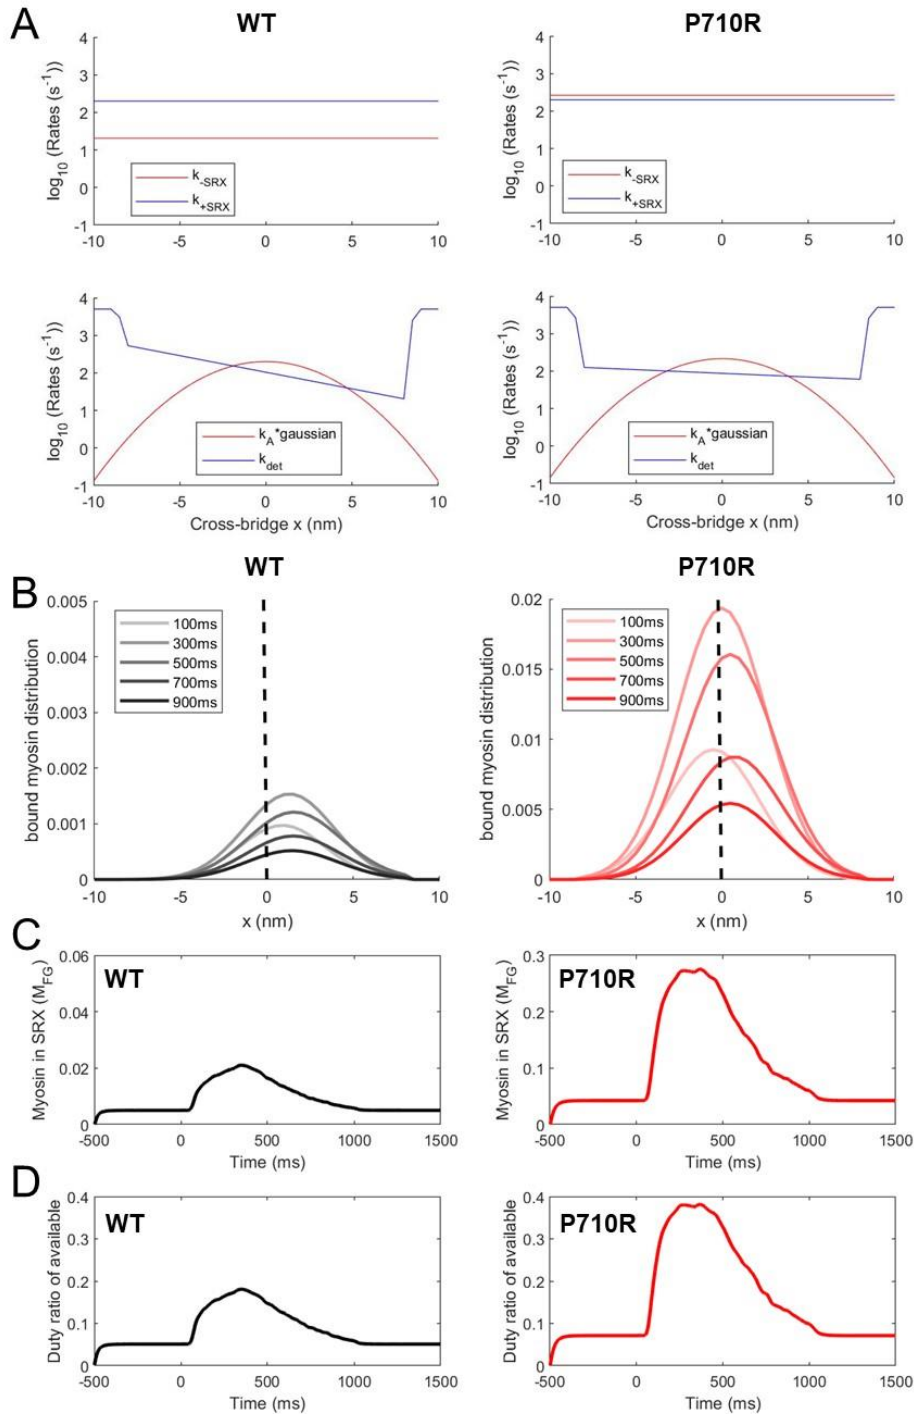 A
WT
P710R
4
3
2
1
0
-1
log10 (Rates (s-1))
k-SRX
k+SRX
-10 -5 0 5 10
4
3
2
1
0
-1
log10 (Rates (s-1))
k-SRX
k+SRX
-10 -5 0 5 10
4
3
2
1
0
-1
log10 (Rates (s-1))
kA*gaussian
kdet
-10 -5 0 5 10
Cross-bridge x (nm)
4
3
2
1
0
-1
log10 (Rates (s-1))
kA*gaussian
kdet
-10 -5 0 5 10
Cross-bridge x (nm)
B
WT
0.005
0.004
0.003
0.002
0.001
0
bound myosin distribution
100ms
300ms
500ms
700ms
900ms
-10 -5 0 5 10
x (nm)
P710R
0.02
0.015
0.01
0.005
0
bound myosin distribution
100ms
300ms
500ms
700ms
900ms
-10 -5 0 5 10
x (nm)
C
WT
0.06
0.04
0.02
0
Myosin in SRX (MFG)
-500 0 500 1000 1500
Time (ms)
P710R
0.3
0.2
0.1
0
Myosin in SRX (MFG)
-500 0 500 1000 1500
Time (ms)
D
WT
0.4
0.3
0.2
0.1
0
Duty ratio of available
-500 0 500 1000 1500
Time (ms)
P710R
0.4
0.3
0.2
0.1
0
Duty ratio of available
-500 0 500 1000 1500
Time (ms)